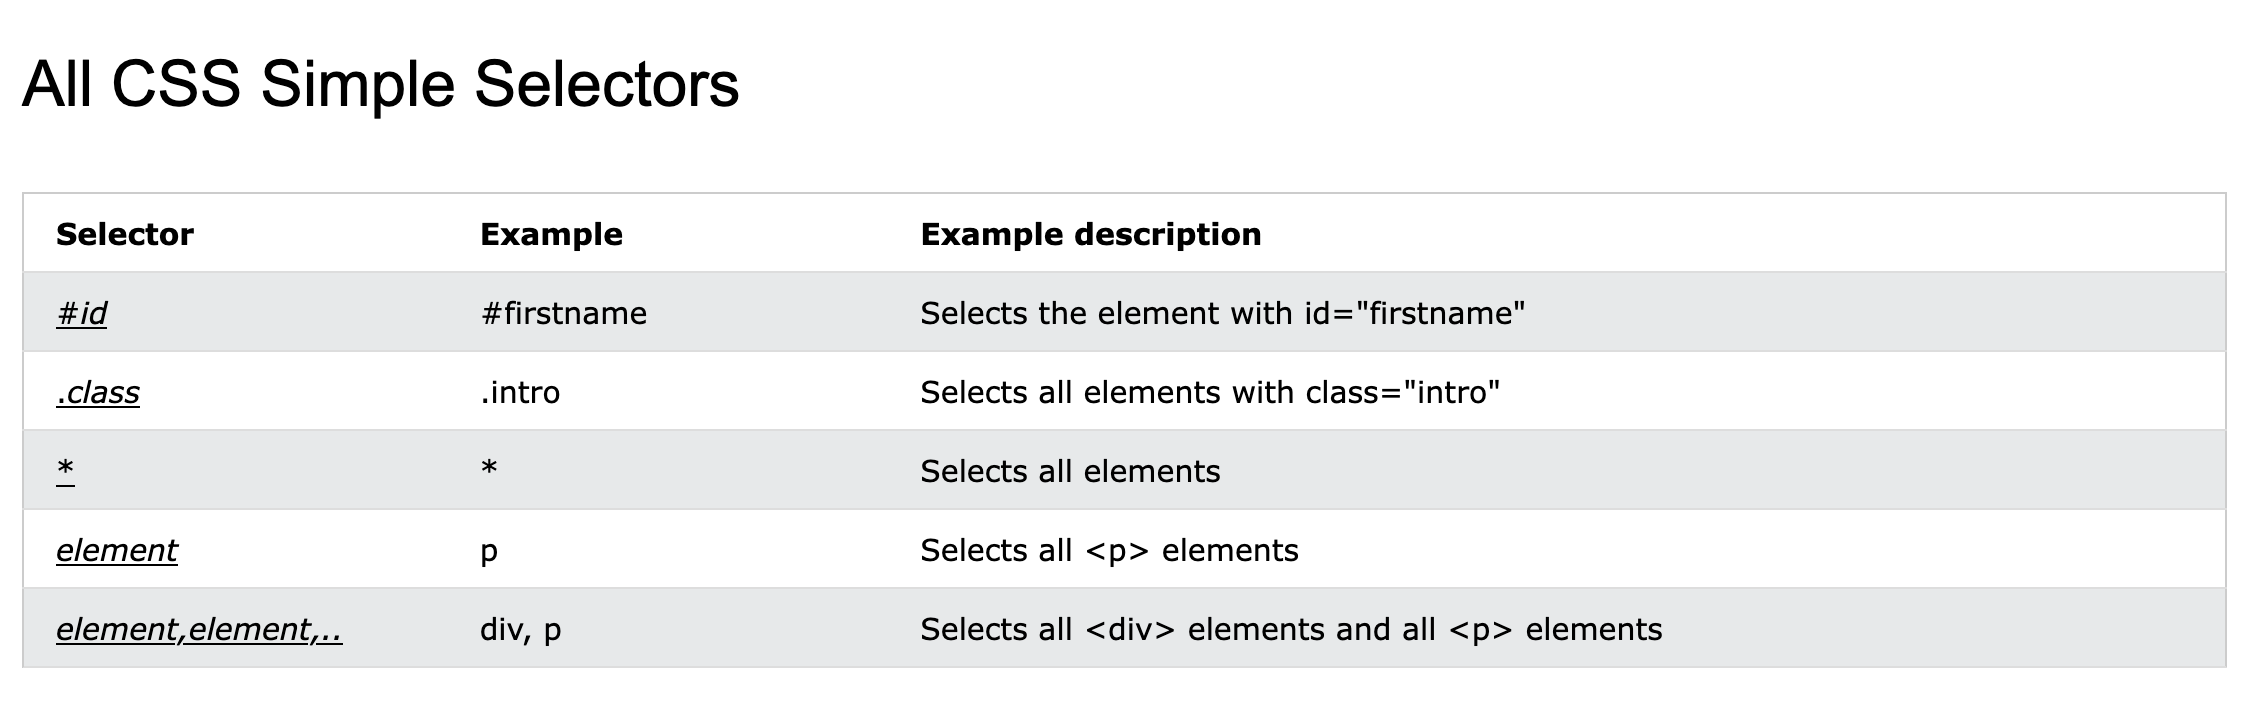 All CSS Simple Selectors
Selector Example Example description
#id #firstname Selects the element with id="firstname"
.class .intro Selects all elements with class="intro"
* * Selects all elements
element p Selects all <p> elements
element,element,.. div, p Selects all <div> elements and all <p> elements